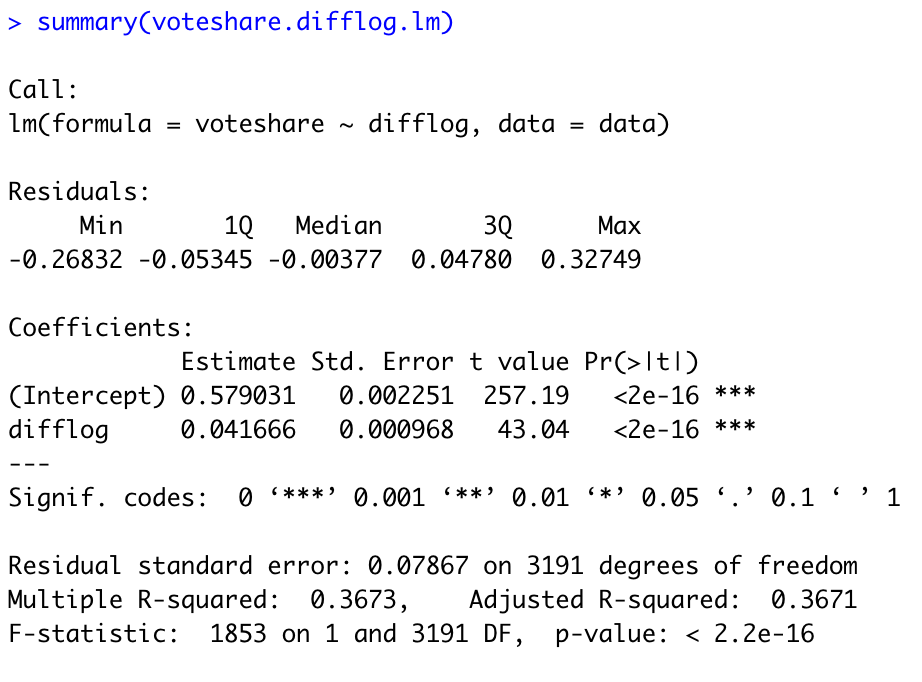 > summary(voteshare.difflog.lm)
Call:
lm(formula = voteshare ~ difflog, data = data)
Residuals:
     Min       1Q   Median       3Q      Max
-0.26832 -0.05345 -0.00377  0.04780  0.32749
Coefficients:
            Estimate Std. Error t value Pr(>|t|)
(Intercept) 0.579031   0.002251  257.19   <2e-16 ***
difflog     0.041666   0.000968   43.04   <2e-16 ***
---
Signif. codes:  0 ‘***’ 0.001 ‘**’ 0.01 ‘*’ 0.05 ‘.’ 0.1 ‘ ’ 1
Residual standard error: 0.07867 on 3191 degrees of freedom
Multiple R-squared:  0.3673,    Adjusted R-squared:  0.3671
F-statistic:  1853 on 1 and 3191 DF,  p-value: < 2.2e-16